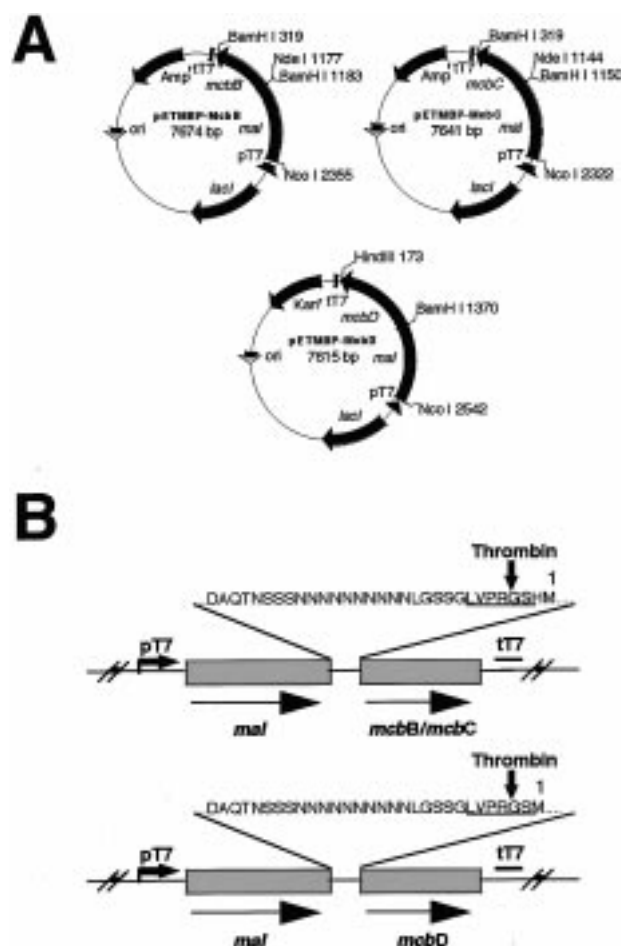 A
BamH I 319
Nde I 1177
BamH I 1183
Amp
tT7
mcbB
pETMBP-McbB
7674 bp
mal
ori
pT7
Nco I 2355
lacI
BamH I 319
Nde I 1144
BamH I 1150
Amp
tT7
mcbC
pETMBP-McbC
7641 bp
mal
ori
pT7
Nco I 2322
lacI
HindIII 173
BamH I 1370
Kanr
tT7
mcbD
pETMBP-McbD
7615 bp
mal
ori
pT7
Nco I 2542
lacI
B
Thrombin
1
DAQTNSSSNNNNNNNNNNLGSSGLVPRGSHM...
pT7
tT7
mal
mcbB/mcbC
Thrombin
1
DAQTNSSSNNNNNNNNNNLGSSGLVPRGSM...
pT7
tT7
mal
mcbD